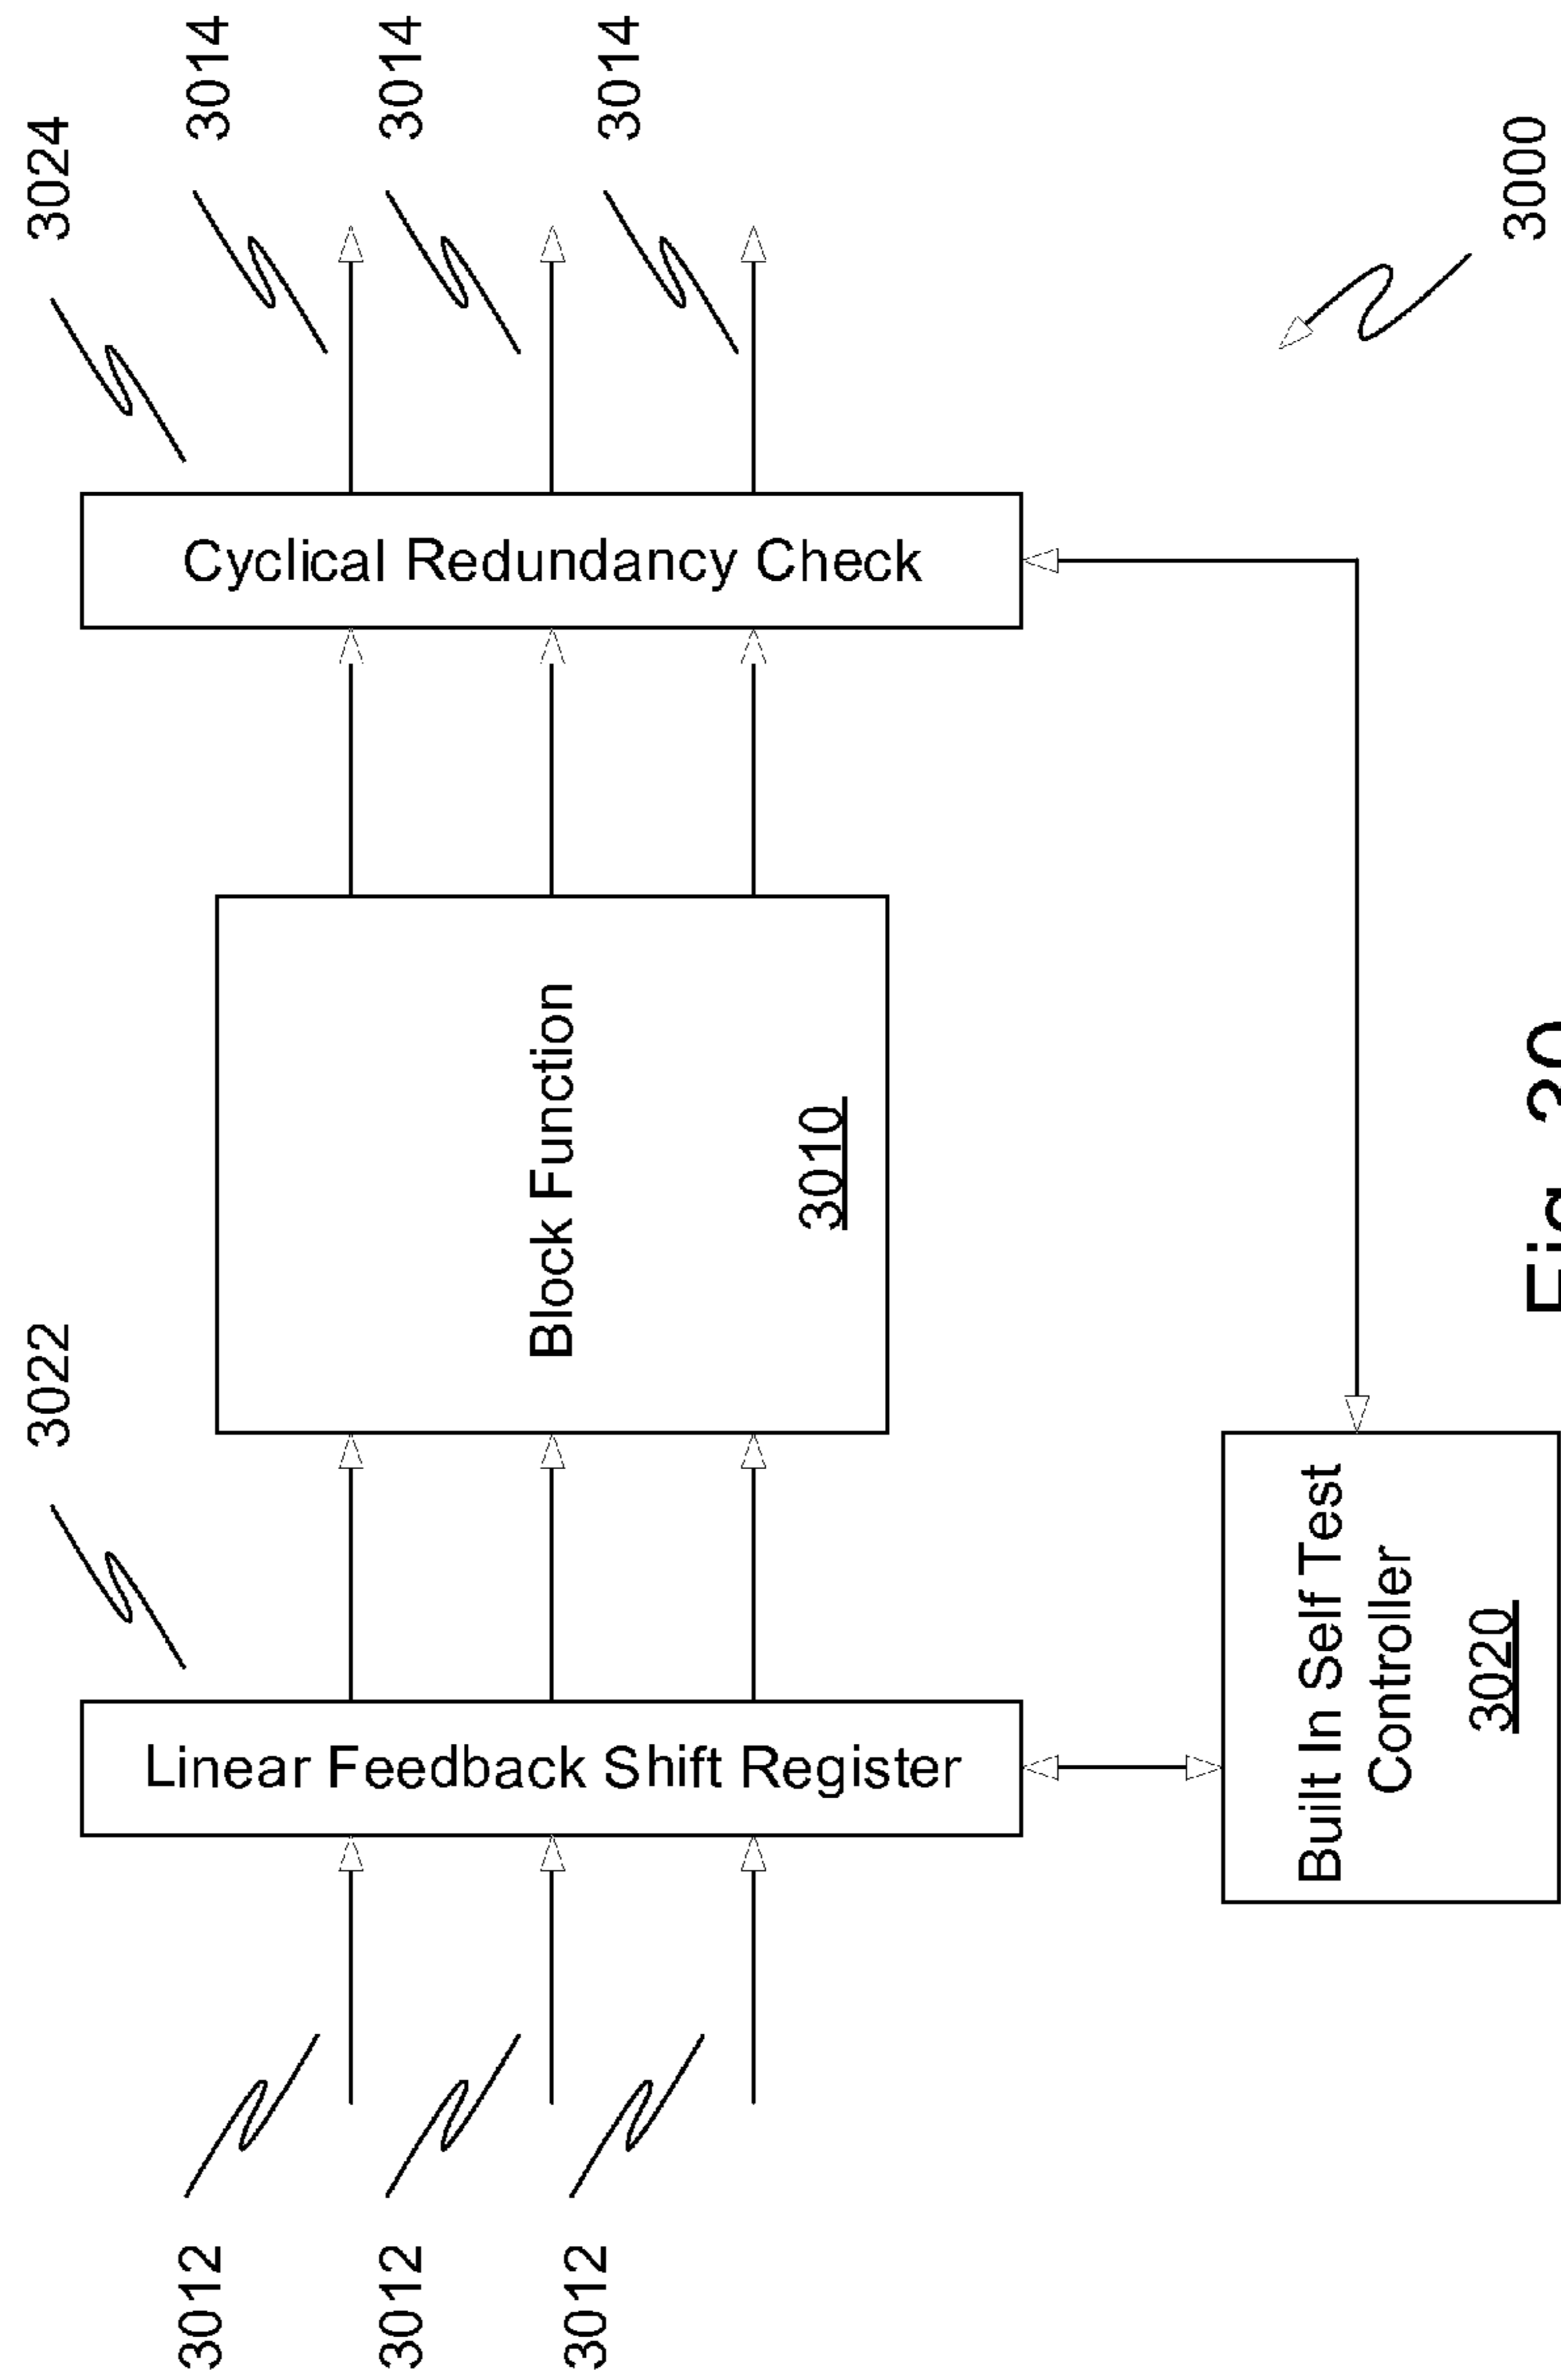 3022
3024
3012
3012
3012
Linear Feedback Shift Register
Block Function
3010
Cyclical Redundancy Check
3014
3014
3014
Built In Self Test
Controller
3020
3000